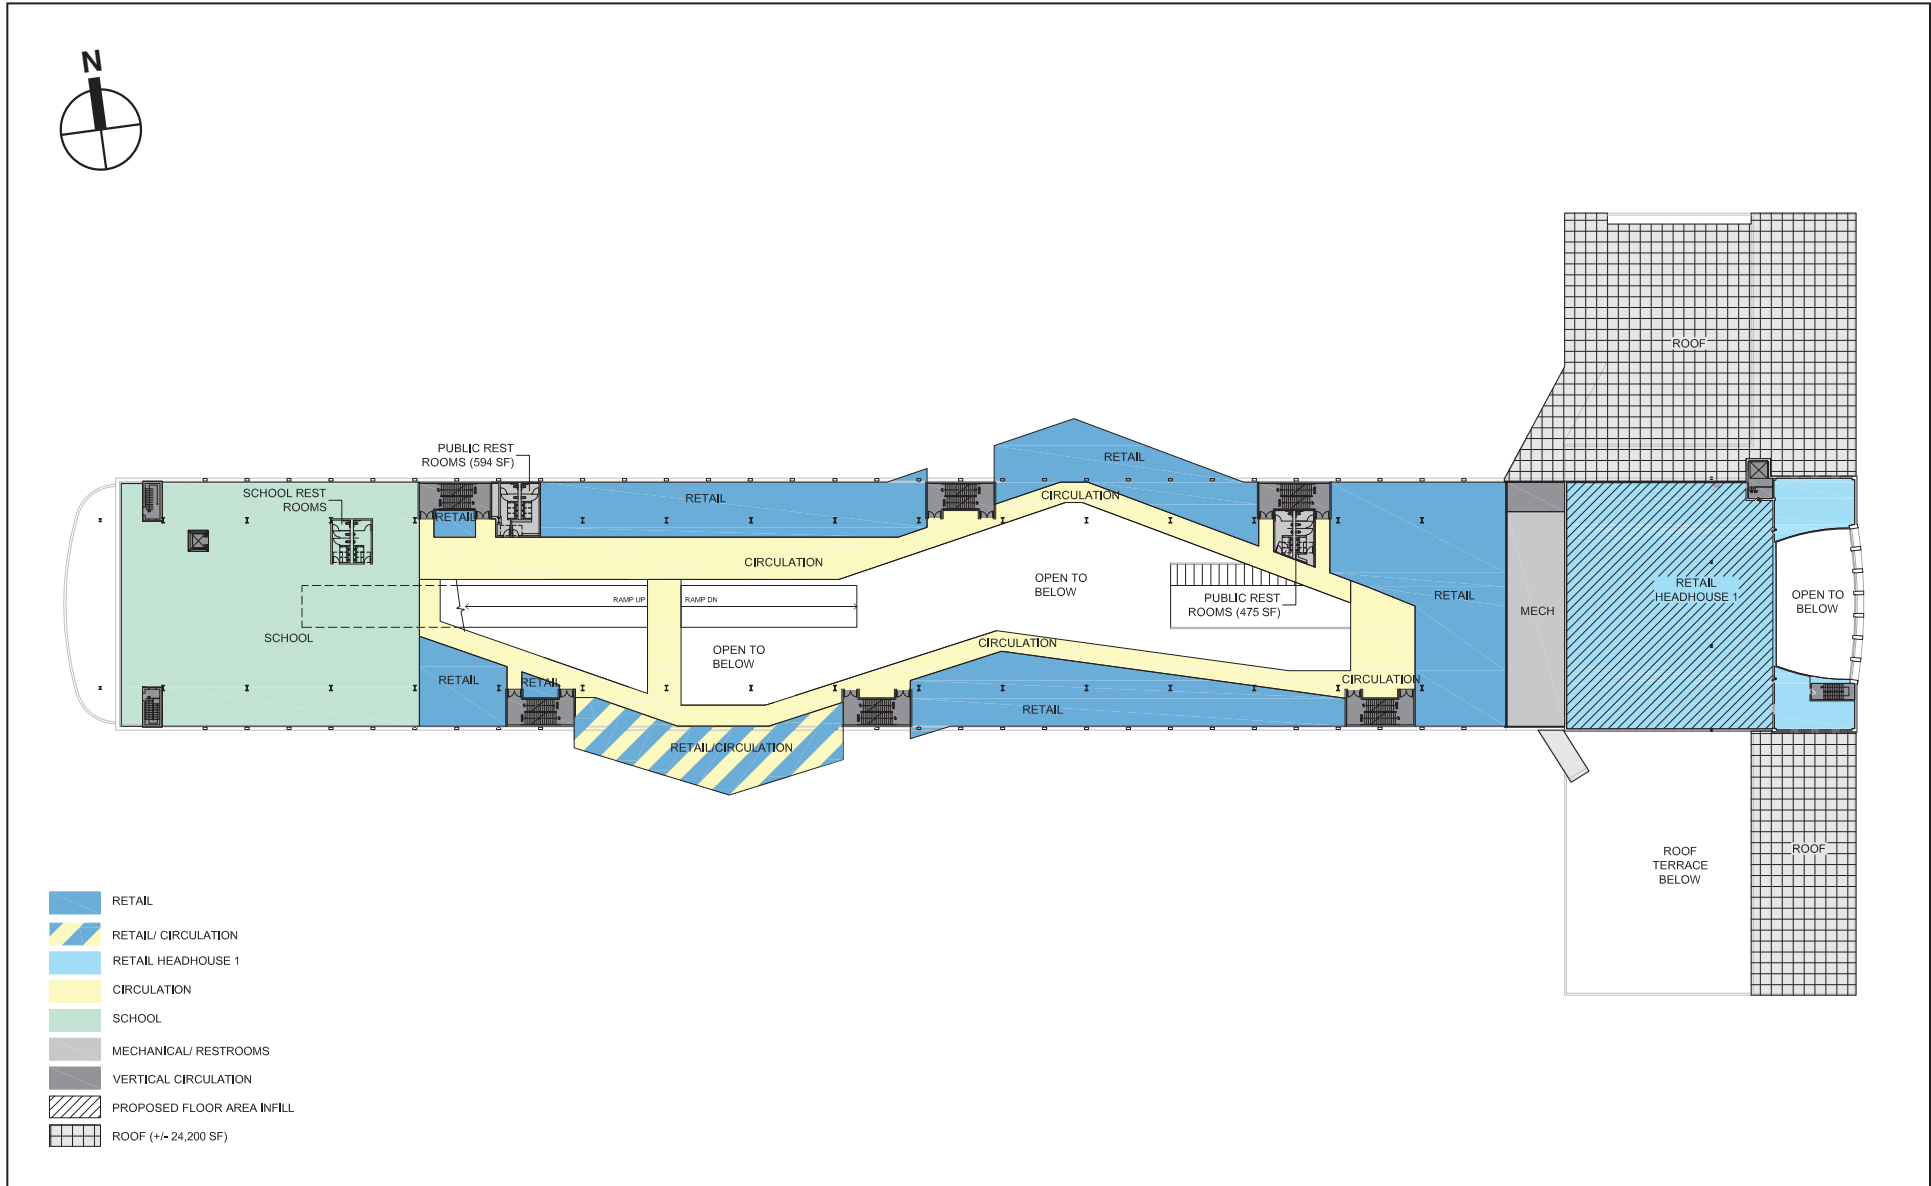 N
ROOF
RETAIL
PUBLIC REST
ROOMS (594 SF)
SCHOOL REST
ROOMS
RETAIL
CIRCULATION
RETAIL
CIRCULATION
OPEN TO
BELOW
RETAIL
HEADHOUSE 1
OPEN TO
BELOW
RAMP UP
RAMP DN
PUBLIC REST
ROOMS (475 SF)
RETAIL
MECH
SCHOOL
OPEN TO
BELOW
CIRCULATION
RETAIL
RETAIL
CIRCULATION
RETAIL
RETAIL/CIRCULATION
ROOF
TERRACE
BELOW
ROOF
RETAIL
RETAIL/ CIRCULATION
RETAIL HEADHOUSE 1
CIRCULATION
SCHOOL
MECHANICAL/ RESTROOMS
VERTICAL CIRCULATION
PROPOSED FLOOR AREA INFILL
ROOF (+/- 24,200 SF)